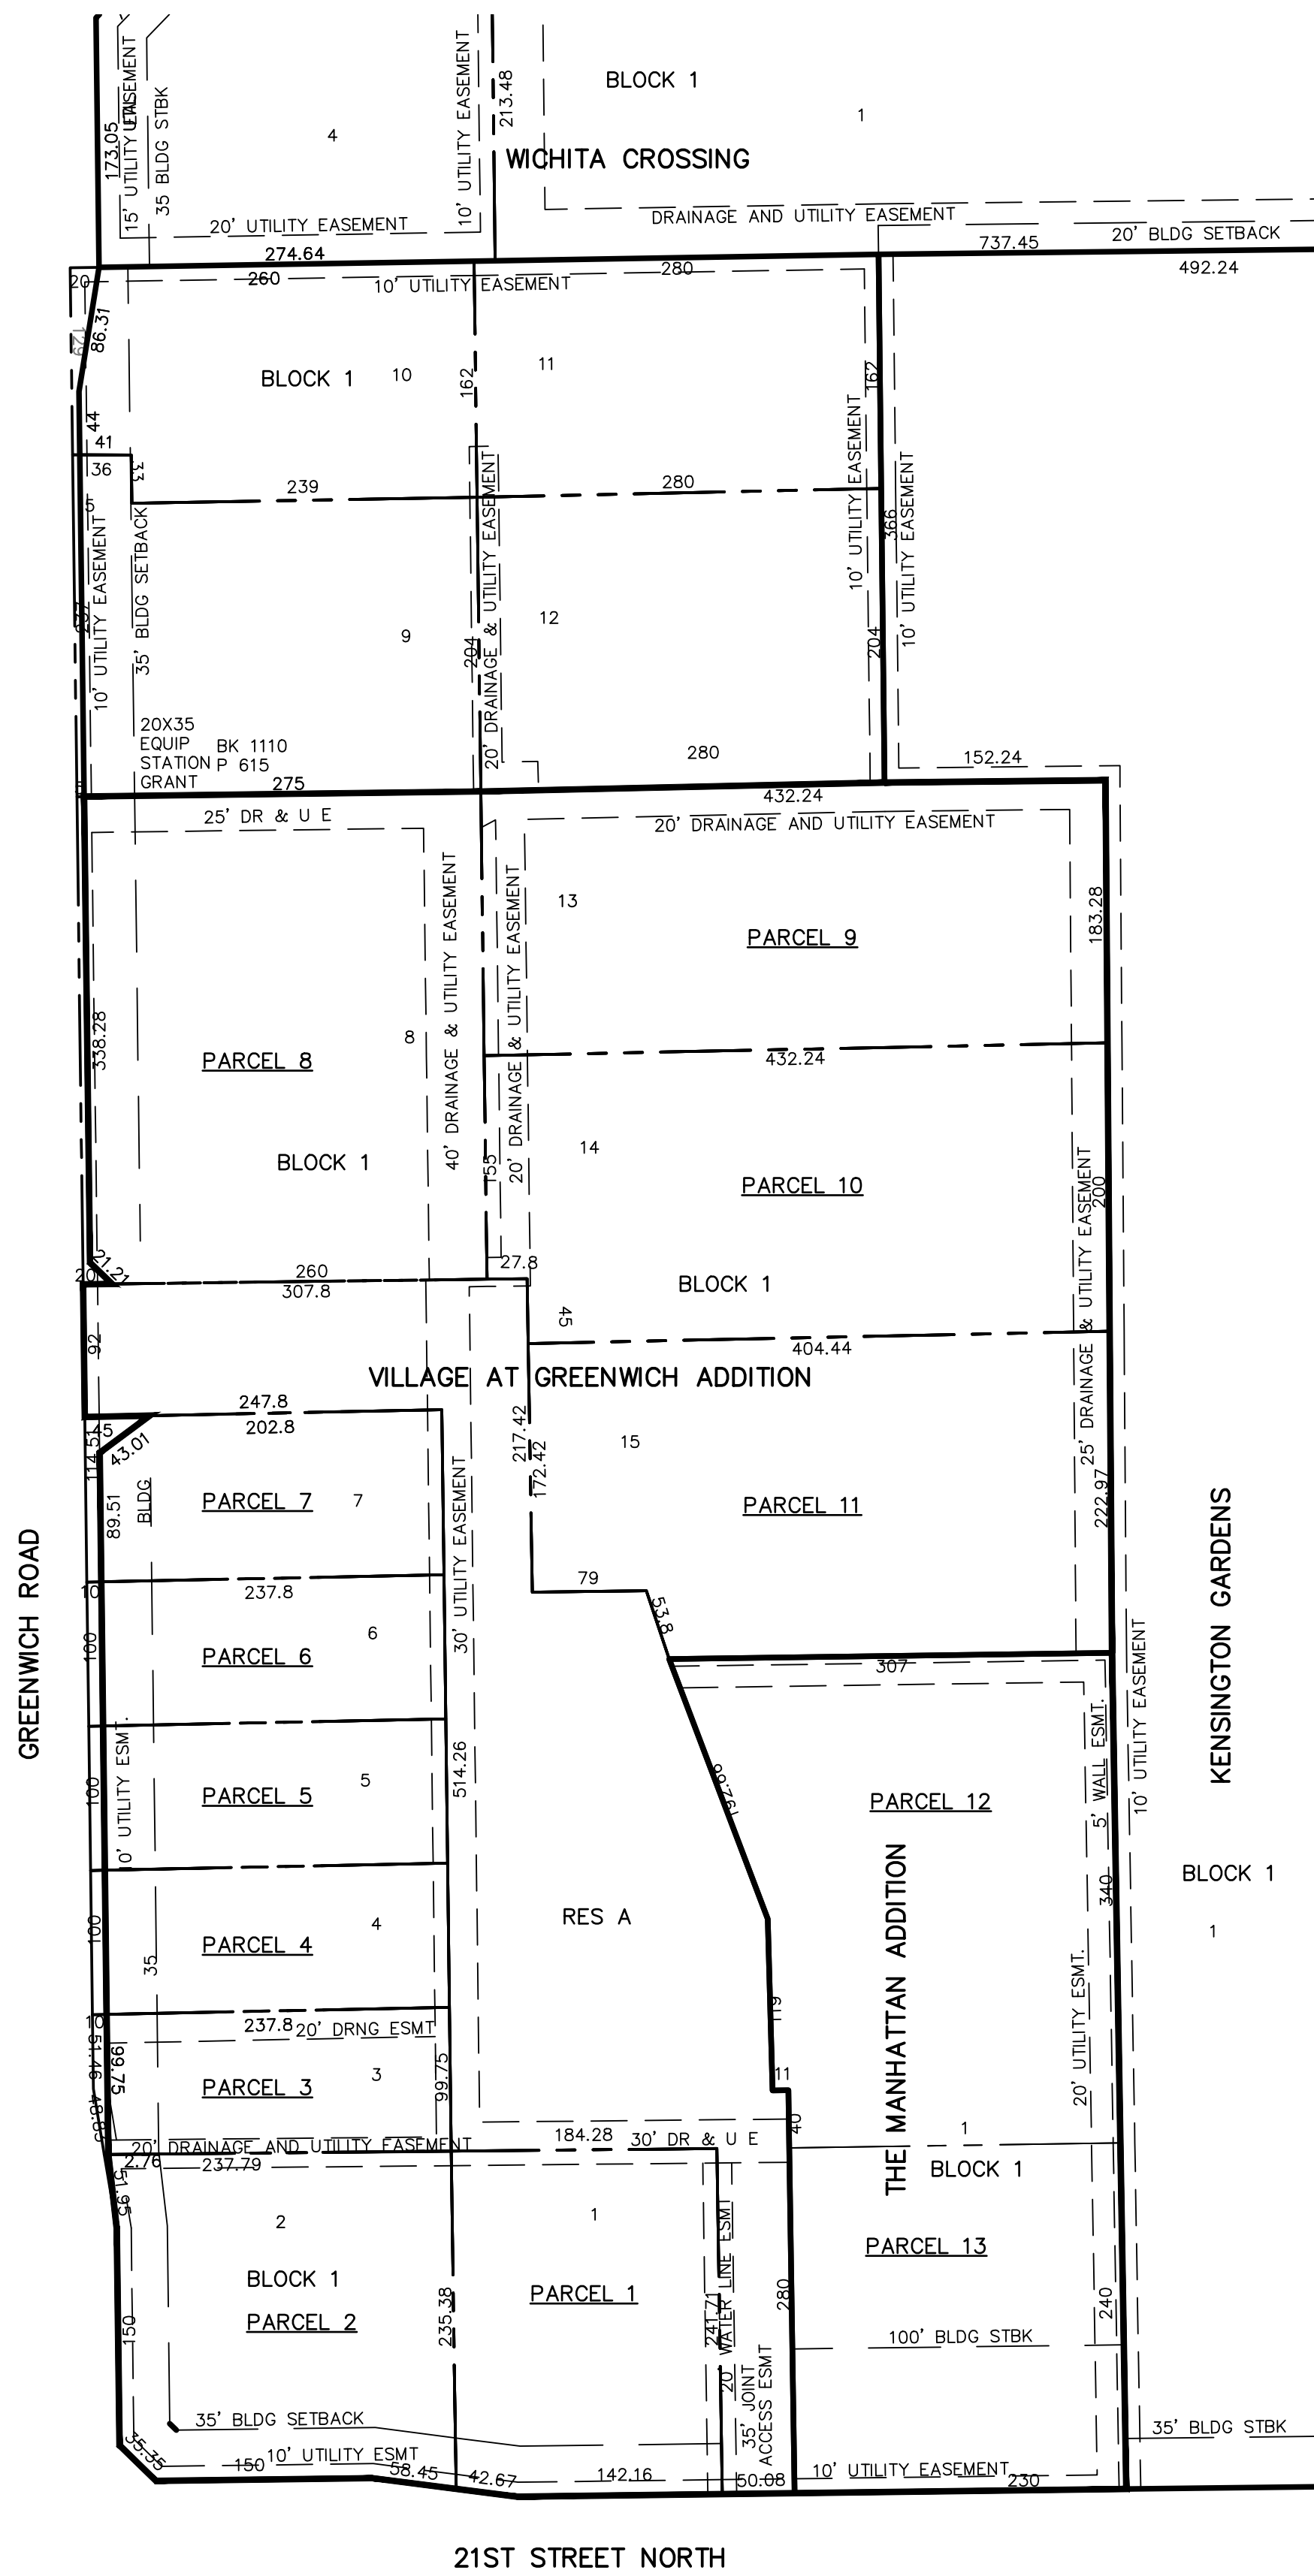 173.05
15' UTILITY EASEMENT
35 BLDG STBK
4
10' UTILITY EASEMENT
213.48
BLOCK 1
1
WICHITA CROSSING
20' UTILITY EASEMENT
DRAINAGE AND UTILITY EASEMENT
274.64
737.45
20' BLDG SETBACK
20
260
10' UTILITY EASEMENT
280
492.24
129
86.31
BLOCK 1
10
162
11
162
44
41
36
33
239
280
10' UTILITY EASEMENT
366
10' UTILITY EASEMENT
5
10' UTILITY EASEMENT
35' BLDG SETBACK
237
9
204
20' DRAINAGE & UTILITY EASEMENT
12
204
20X35
EQUIP
STATION
GRANT
BK 1110
P 615
275
280
152.24
432.24
25' DR & U E
20' DRAINAGE AND UTILITY EASEMENT
338.28
8
PARCEL 8
BLOCK 1
40' DRAINAGE & UTILITY EASEMENT
20' DRAINAGE & UTILITY EASEMENT
13
PARCEL 9
183.28
432.24
14
155
PARCEL 10
200
25' DRAINAGE & UTILITY EASEMENT
21.21
20
260
307.8
27.8
BLOCK 1
45
404.44
92
VILLAGE AT GREENWICH ADDITION
247.8
202.8
45
43.01
114.51
89.51
BLDG
PARCEL 7
7
217.42
172.42
15
PARCEL 11
222.97
30' UTILITY EASEMENT
10
237.8
79
53.8
GREENWICH ROAD
KENSINGTON GARDENS
100
6
PARCEL 6
307
10' UTILITY ESMT.
5' WALL ESMT.
10' UTILITY EASEMENT
100
5
PARCEL 5
514.26
192.66
PARCEL 12
THE MANHATTAN ADDITION
340
BLOCK 1
1
100
35
4
PARCEL 4
RES A
20' UTILITY ESMT.
10
237.8
20' DRNG ESMT
119
51.46
48.85
99.75
PARCEL 3
3
99.75
11
40
20' DRAINAGE AND UTILITY EASEMENT
184.28
30' DR & U E
1
BLOCK 1
2.76
237.79
51.95
2
BLOCK 1
PARCEL 2
1
PARCEL 1
PARCEL 13
150
235.38
241.71
20' WATER LINE ESMT
35' JOINT
ACCESS ESMT
280
240
100' BLDG STBK
35' BLDG SETBACK
35' BLDG STBK
35.35
150
10' UTILITY ESMT
58.45
42.67
142.16
50.08
10' UTILITY EASEMENT
230
21ST STREET NORTH